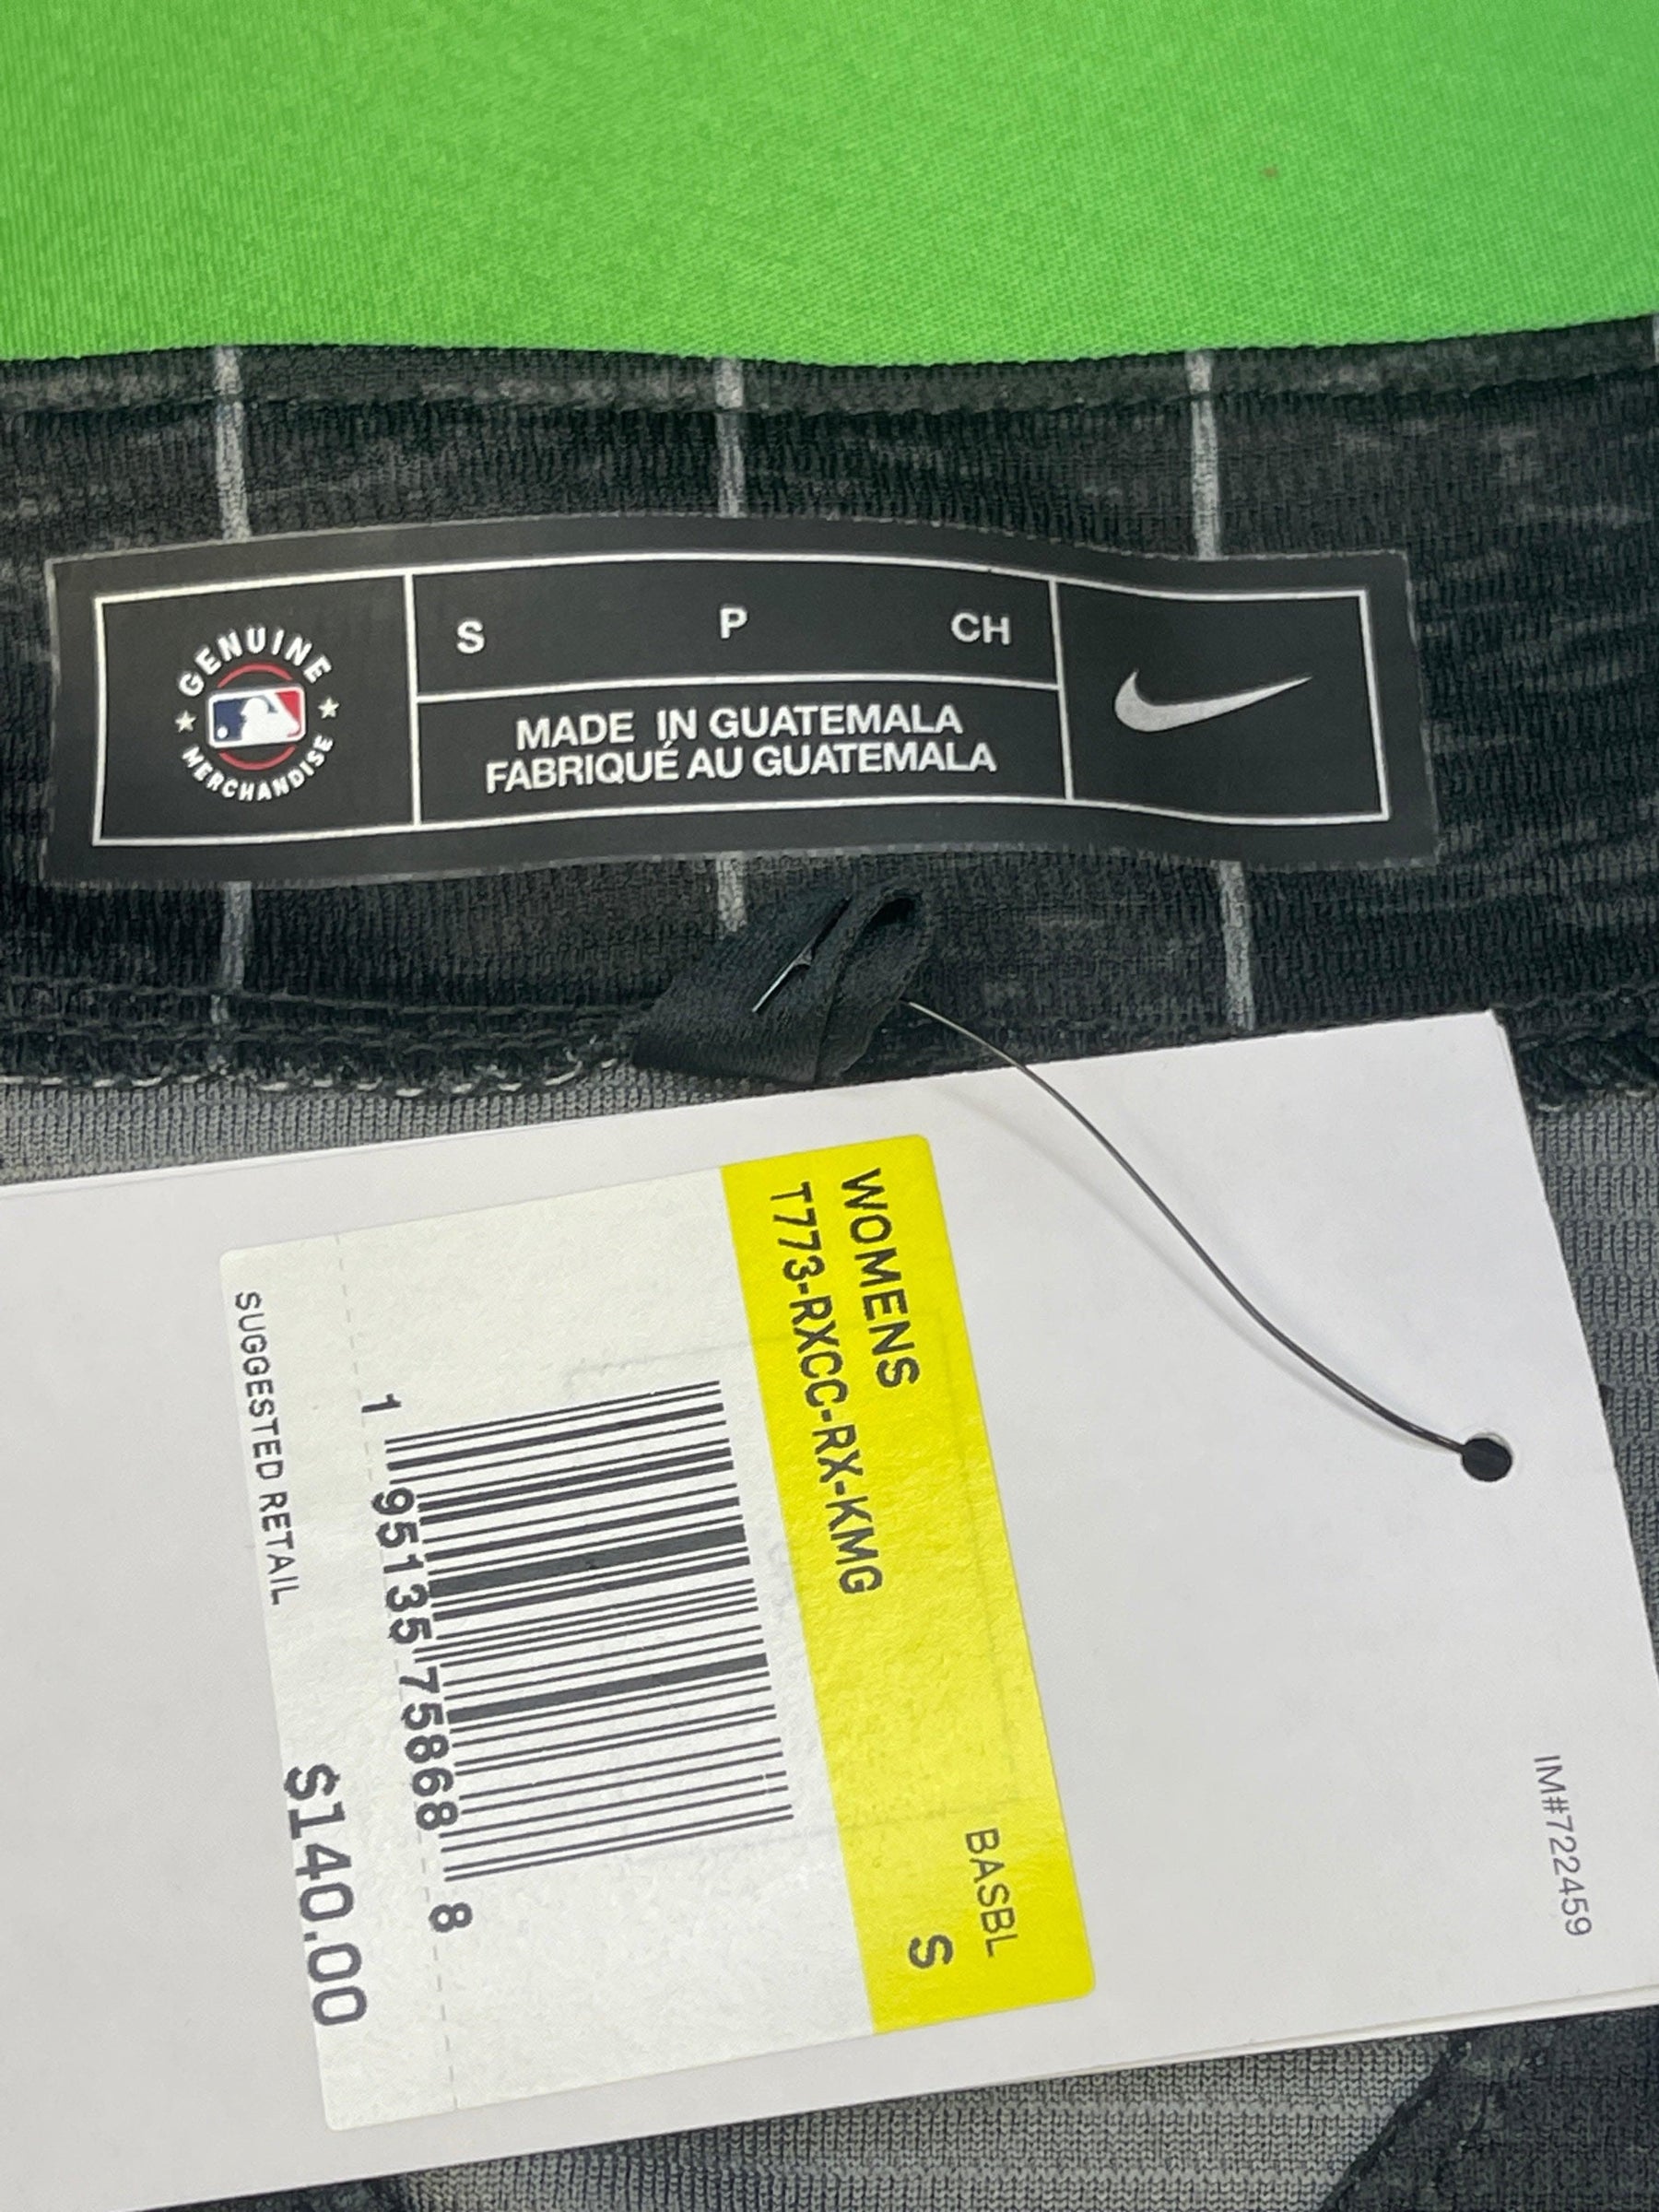 GENUINE
MERCHANDISE
S P CH
MADE IN GUATEMALA
FABRIQUÉ AU GUATEMALA
WOMENS BASBL
T773-RXCC-RX-KMG S
1 95135 75868 8
SUGGESTED RETAIL $140.00
IM#722459